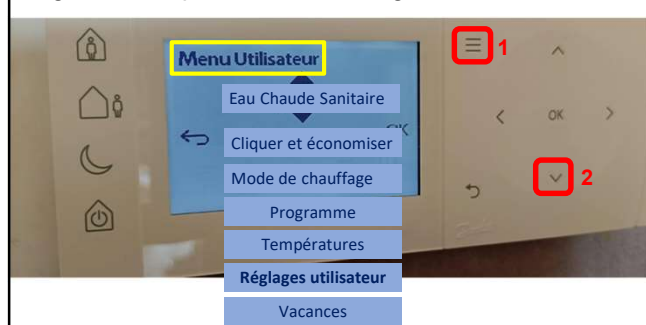 Menu Utilisateur
1
Eau Chaude Sanitaire
OK
OK
Cliquer et économiser
Mode de chauffage
2
Programme
Températures
Réglages utilisateur
Vacances